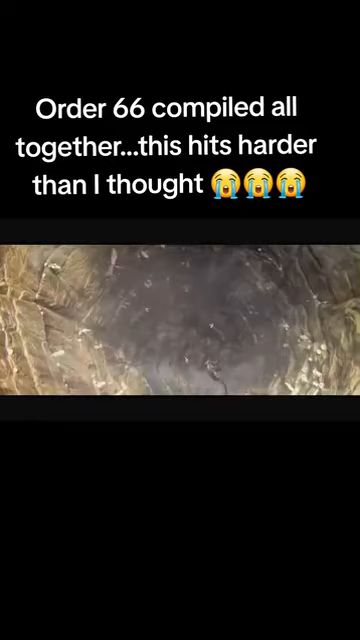 Order 66 compiled all
together...this hits harder
than I thought 😭😭😭